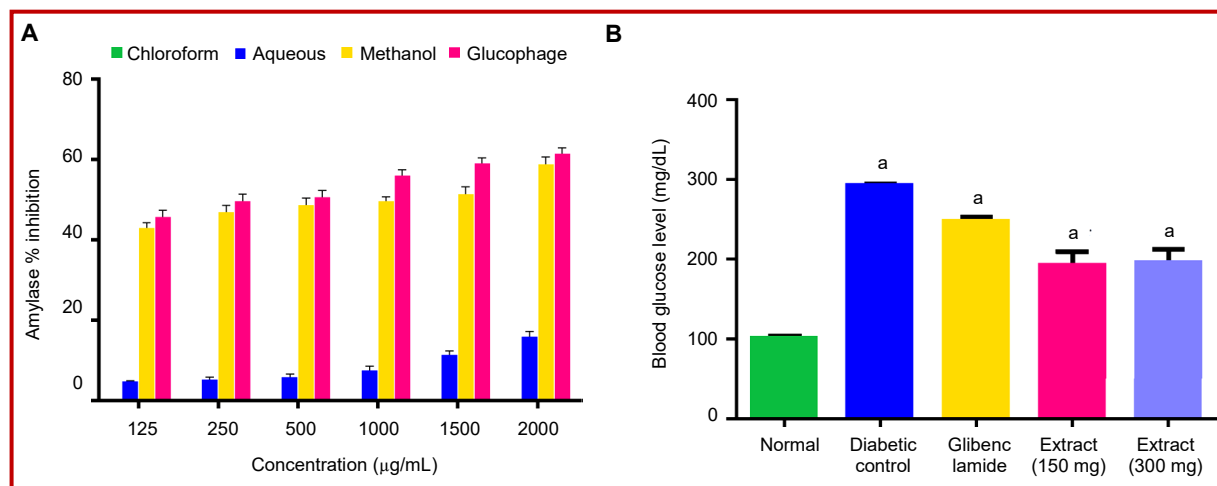 A
Chloroform Aqueous Methanol Glucophage
Amylase % inhibition
80
60
40
20
0
125 250 500 1000 1500 2000
Concentration (μg/mL)
B
Blood glucose level (mg/dL)
400
300
200
100
0
a a a a
Normal Diabetic control Glibenc lamide Extract (150 mg) Extract (300 mg)